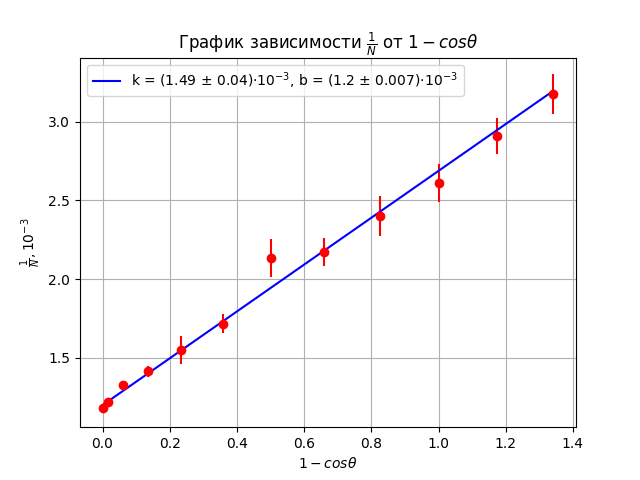 График зависимости 1/N от 1 − cosθ
k = (1.49 ± 0.04)·10⁻³, b = (1.2 ± 0.007)·10⁻³
1/N, 10⁻³
3.0
2.5
2.0
1.5
0.0 0.2 0.4 0.6 0.8 1.0 1.2 1.4
1 − cosθ